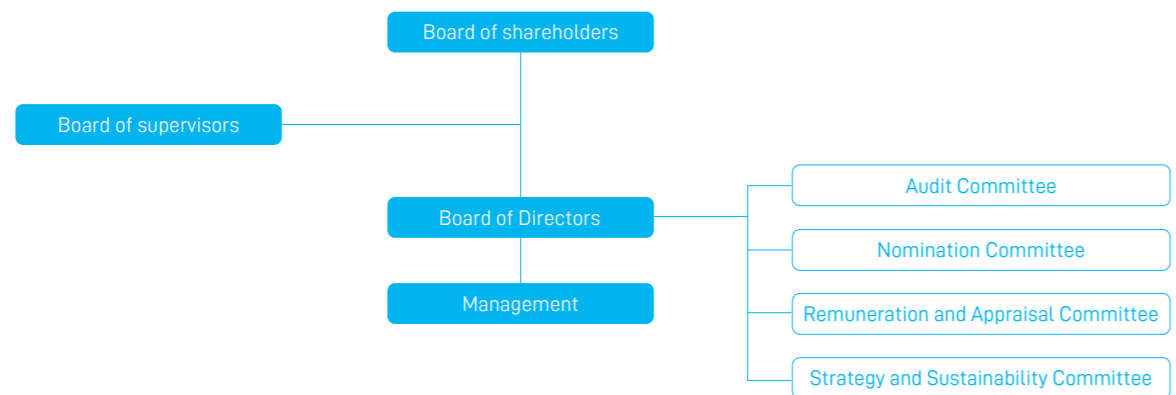 Board of shareholders
Board of supervisors
Board of Directors
Management
Audit Committee
Nomination Committee
Remuneration and Appraisal Committee
Strategy and Sustainability Committee